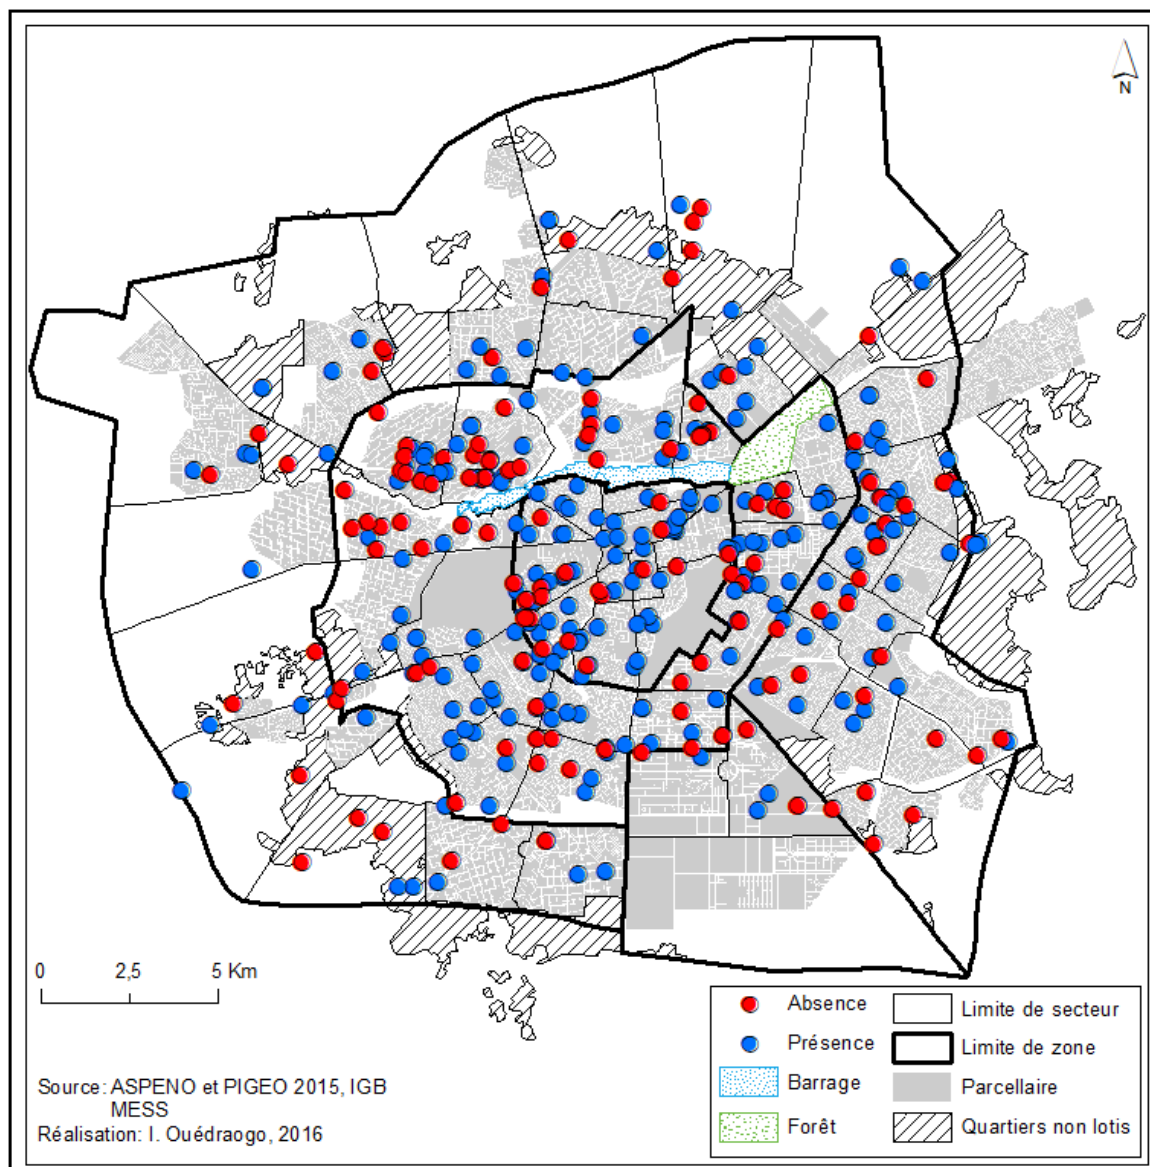 N
0 2,5 5 Km
Absence
Présence
Barrage
Forêt
Limite de secteur
Limite de zone
Parcellaire
Quartiers non lotis
Source: ASPENO et PIGEO 2015, IGB
MESS
Réalisation: I. Ouédraogo, 2016